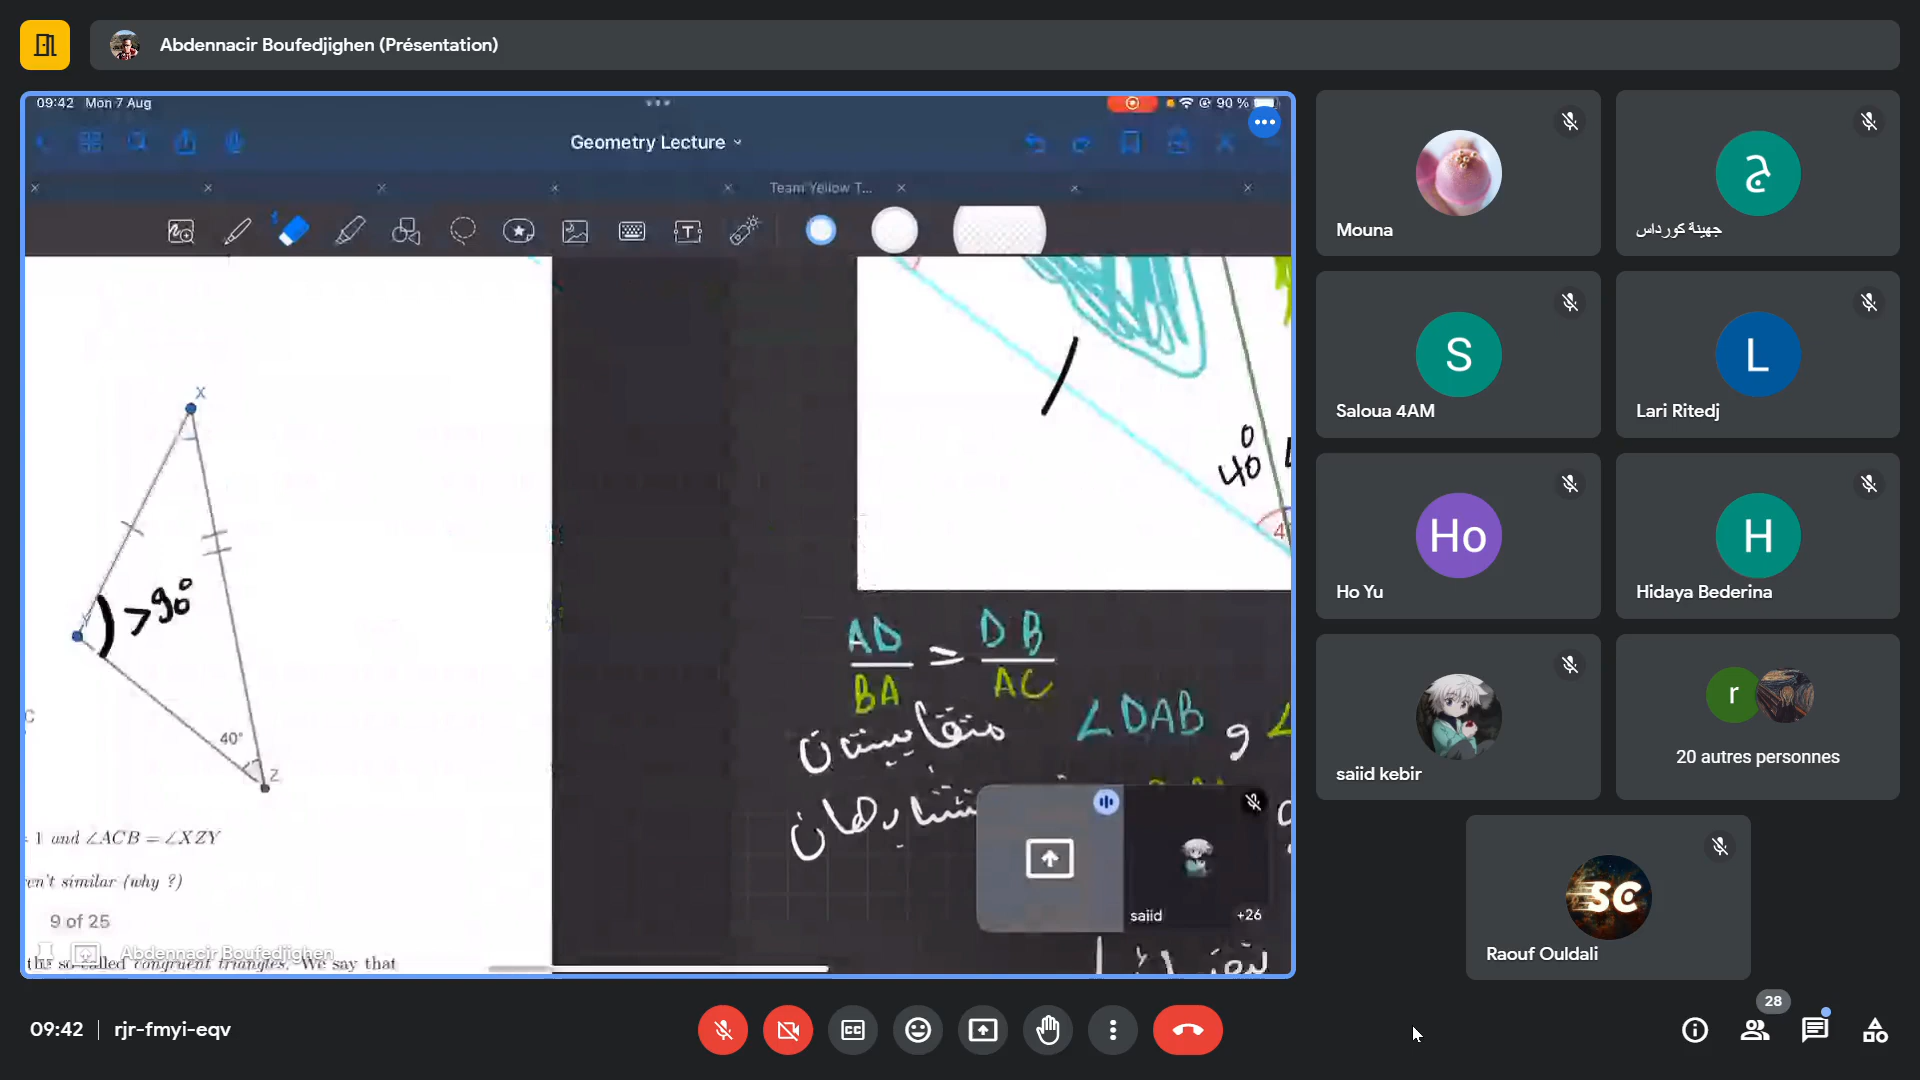 Abdennacir Boufedjighen (Présentation)
09:42 Mon 7 Aug
90 %
Geometry Lecture
Team Yellow T...
X
>90°
Y
40°
Z
C
1 and ∠ACB = ∠XZY
en't similar (why ?)
9 of 25
Abdennacir Boufedjighen
the so-called congruent triangles. We say that
40°
4
AD/BA = DB/AC
∠DAB و ∠
متقايستان
متشابهان
saiid
+26
Mouna
ج
جهينة كورداس
S
Saloua 4AM
L
Lari Ritedj
Ho
Ho Yu
H
Hidaya Bederina
saiid kebir
r
20 autres personnes
SC
Raouf Ouldali
09:42 | rjr-fmyi-eqv
CC
28